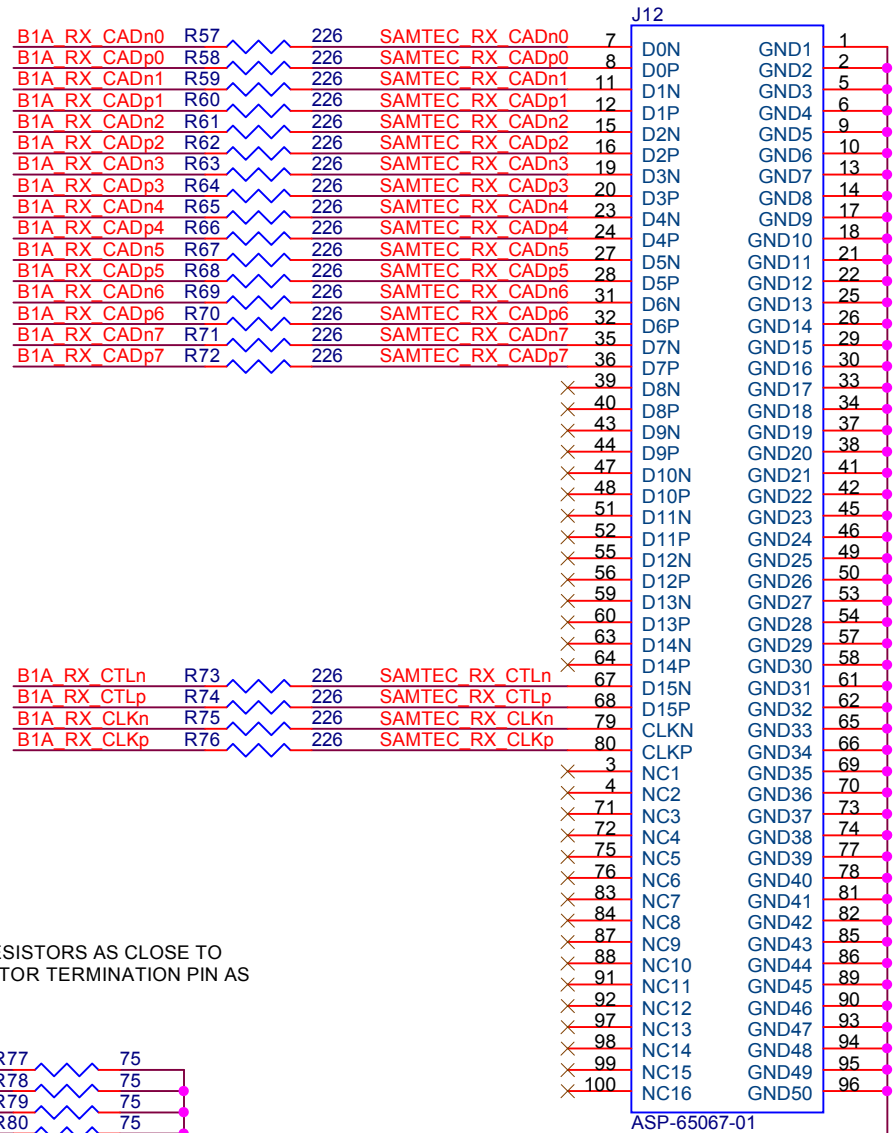 J12
B1A_RX_CADn0 R57 226 SAMTEC_RX_CADn0 7 D0N GND1 1
B1A_RX_CADp0 R58 226 SAMTEC_RX_CADp0 8 D0P GND2 2
B1A_RX_CADn1 R59 226 SAMTEC_RX_CADn1 11 D1N GND3 5
B1A_RX_CADp1 R60 226 SAMTEC_RX_CADp1 12 D1P GND4 6
B1A_RX_CADn2 R61 226 SAMTEC_RX_CADn2 15 D2N GND5 9
B1A_RX_CADp2 R62 226 SAMTEC_RX_CADp2 16 D2P GND6 10
B1A_RX_CADn3 R63 226 SAMTEC_RX_CADn3 19 D3N GND7 13
B1A_RX_CADp3 R64 226 SAMTEC_RX_CADp3 20 D3P GND8 14
B1A_RX_CADn4 R65 226 SAMTEC_RX_CADn4 23 D4N GND9 17
B1A_RX_CADp4 R66 226 SAMTEC_RX_CADp4 24 D4P GND10 18
B1A_RX_CADn5 R67 226 SAMTEC_RX_CADn5 27 D5N GND11 21
B1A_RX_CADp5 R68 226 SAMTEC_RX_CADp5 28 D5P GND12 22
B1A_RX_CADn6 R69 226 SAMTEC_RX_CADn6 31 D6N GND13 25
B1A_RX_CADp6 R70 226 SAMTEC_RX_CADp6 32 D6P GND14 26
B1A_RX_CADn7 R71 226 SAMTEC_RX_CADn7 35 D7N GND15 29
B1A_RX_CADp7 R72 226 SAMTEC_RX_CADp7 36 D7P GND16 30
39 D8N GND17 33
40 D8P GND18 34
43 D9N GND19 37
44 D9P GND20 38
47 D10N GND21 41
48 D10P GND22 42
51 D11N GND23 45
52 D11P GND24 46
55 D12N GND25 49
56 D12P GND26 50
59 D13N GND27 53
60 D13P GND28 54
63 D14N GND29 57
64 D14P GND30 58
B1A_RX_CTLn R73 226 SAMTEC_RX_CTLn 67 D15N GND31 61
B1A_RX_CTLp R74 226 SAMTEC_RX_CTLp 68 D15P GND32 62
B1A_RX_CLKn R75 226 SAMTEC_RX_CLKn 79 CLKN GND33 65
B1A_RX_CLKp R76 226 SAMTEC_RX_CLKp 80 CLKP GND34 66
3 NC1 GND35 69
4 NC2 GND36 70
71 NC3 GND37 73
72 NC4 GND38 74
75 NC5 GND39 77
76 NC6 GND40 78
83 NC7 GND41 81
84 NC8 GND42 82
87 NC9 GND43 85
88 NC10 GND44 86
91 NC11 GND45 89
92 NC12 GND46 90
97 NC13 GND47 93
98 NC14 GND48 94
99 NC15 GND49 95
100 NC16 GND50 96
ASP-65067-01
ESISTORS AS CLOSE TO
TOR TERMINATION PIN AS
R77 75
R78 75
R79 75
R80 75